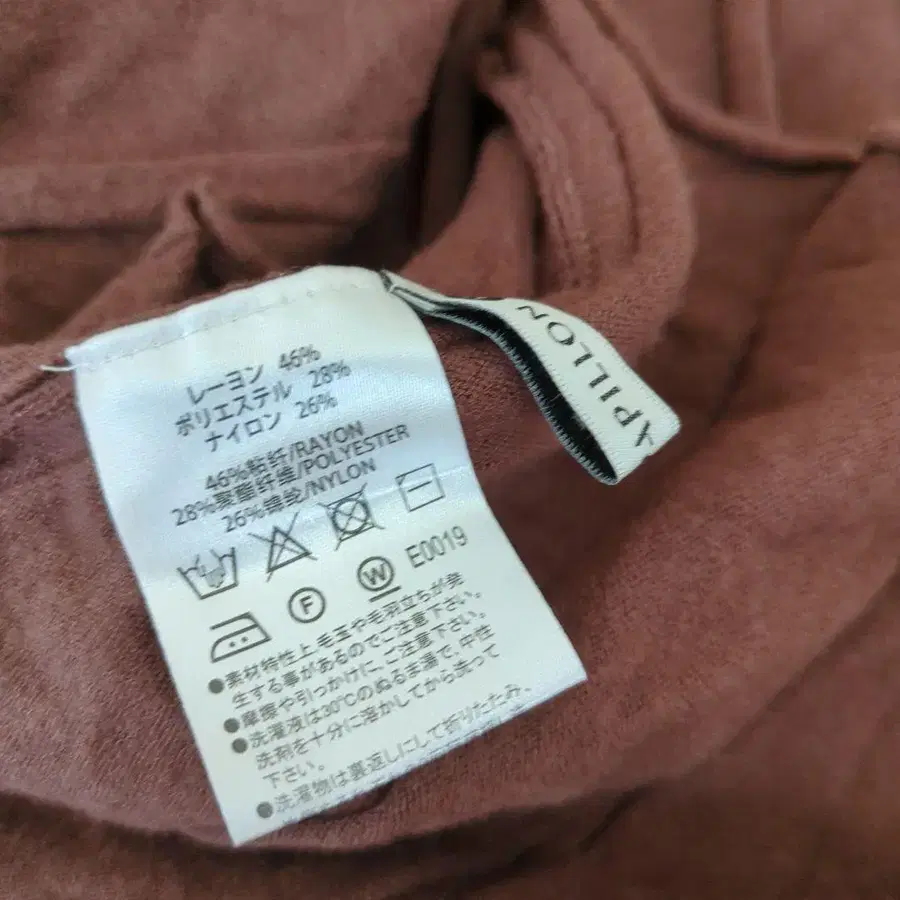 レーヨン 46%
ポリエステル 28%
ナイロン 26%
46%粘纤/RAYON
28%聚酯纤维/POLYESTER
26%锦纶/NYLON
F
W
E0019
●素材特性上、毛玉や毛羽立ちが発
生する事があるのでご注意下さい。
●摩擦や引っかけに、ご注意下さい。
●洗濯液は30℃のぬるま湯で、中性
洗剤を十分に溶かしてから洗って
下さい。
●洗濯物は裏返しにして折りたたみ、
APILLON